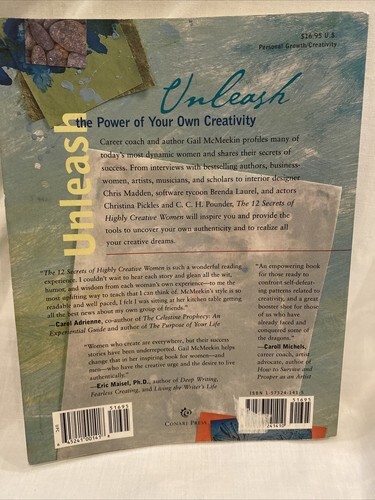 $16.95 U.S.
Personal Growth/Creativity
Unleash
Unleash
the Power of Your Own Creativity
Career coach and author Gail McMeekin profiles many of
today's most dynamic women and shares their secrets of
success. From interviews with bestselling authors, business-
women, artists, musicians, and scholars to interior designer
Chris Madden, software tycoon Brenda Laurel, and actors
Christina Pickles and C. C. H. Pounder, The 12 Secrets of
Highly Creative Women will inspire you and provide the
tools to uncover your own authenticity and to realize all
your creative dreams.
"The 12 Secrets of Highly Creative Women is such a wonderful reading
experience. I couldn't wait to hear each story and glean all the wit,
humor, and wisdom from each woman's own experience—to me the
most uplifting way to teach that I can think of. McMeekin's style is so
readable and well paced, I felt I was sitting at her kitchen table getting
all the best news about my own group of friends."
—Carol Adrienne, co-author of The Celestine Prophecy: An
Experiential Guide and author of The Purpose of Your Life
"Women create are everywhere, but their success
stories have been underreported. Gail McMeekin helps
change that in her inspiring book for women—and
men—who have the creative urge and the desire to live
authentically."
—Eric Maisel, Ph.D., author of Deep Writing,
Fearless Creating, and Living the Writer's Life
"An empowering book
for those ready to
confront self-defeat-
ing patterns related to
creativity, and a great
booster shot for those
of us who have
already faced and
conquered some of
the dragons."
—Caroll Michels,
career coach, artist
advocate, author of
How to Survive and
Prosper as an Artist
ISBN 1-57324-141-5
51695
51695
CONARI PRESS